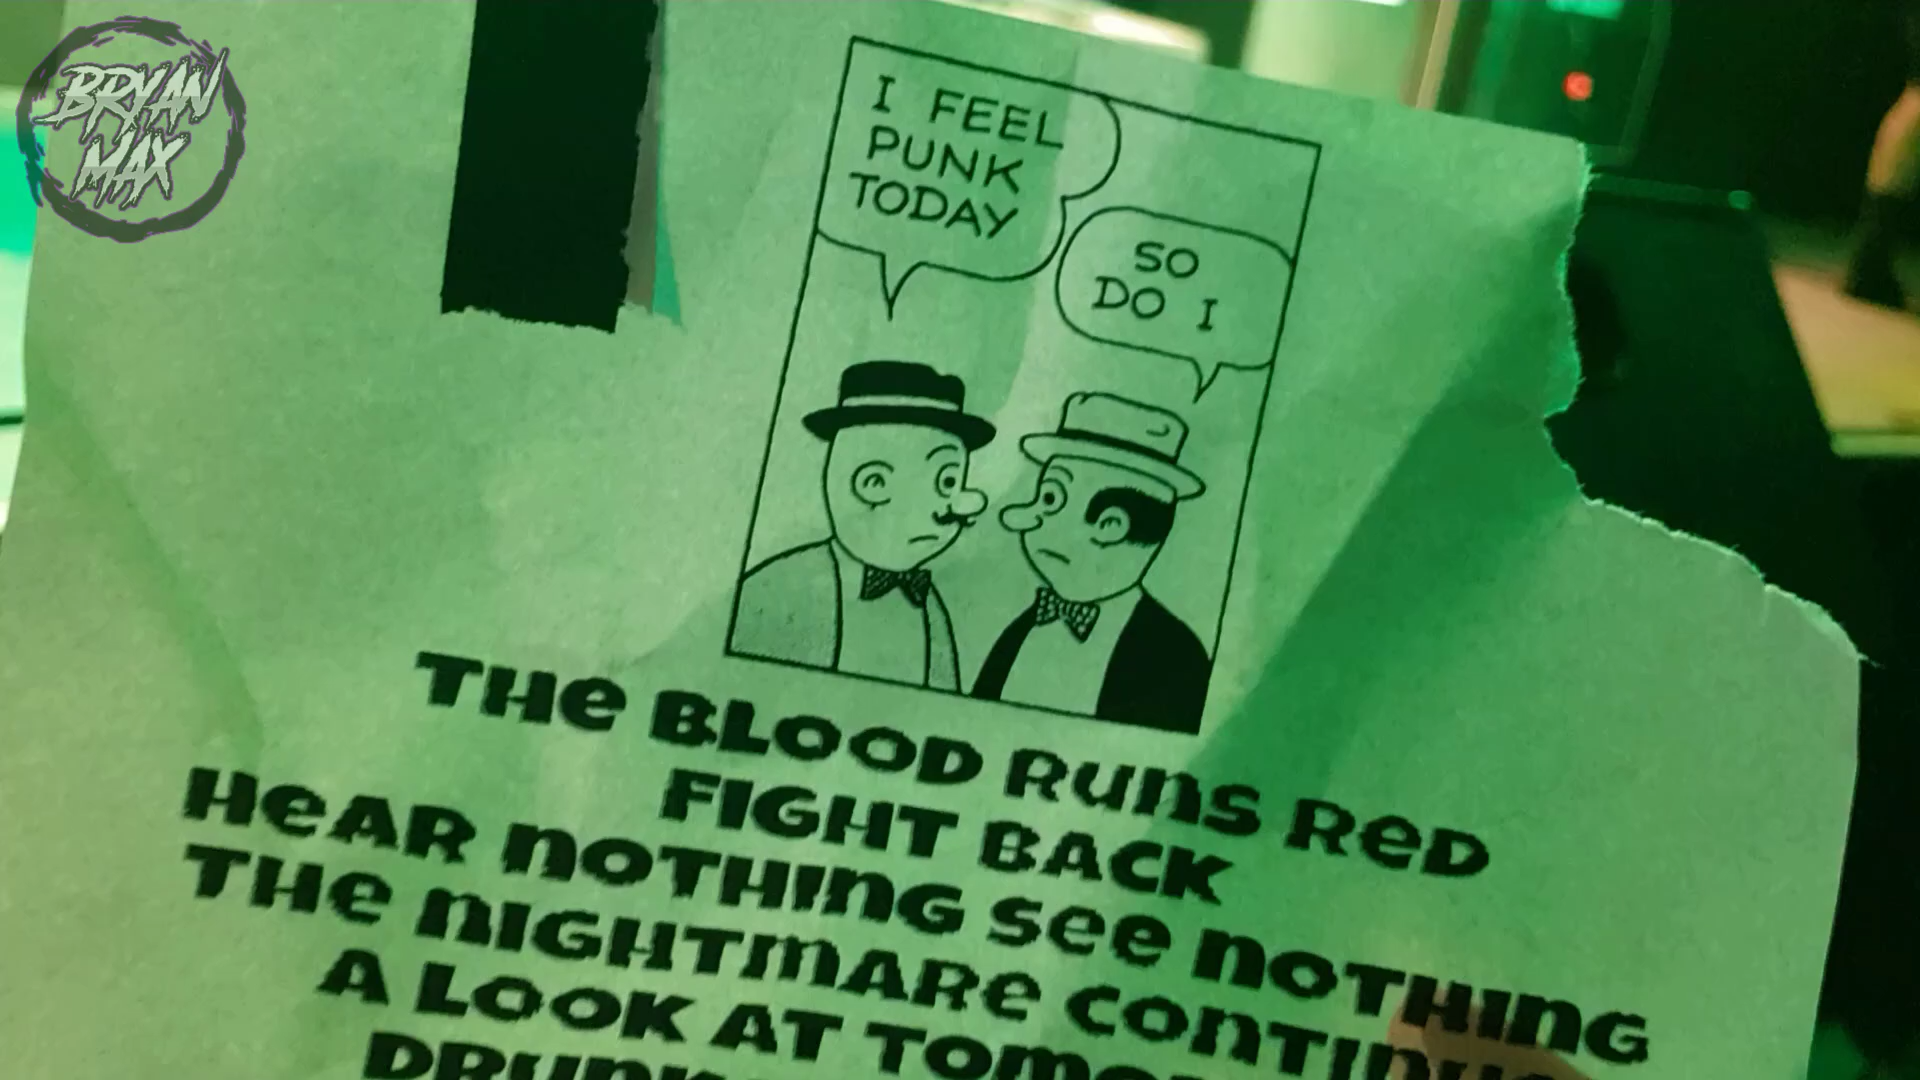 BRYAN
MAX
I FEEL
PUNK
TODAY
SO
DO I
THE BLOOD RUNS RED
FIGHT BACK
HEAR NOTHING SEE NOTHING
THE NIGHTMARE
A LOOK AT